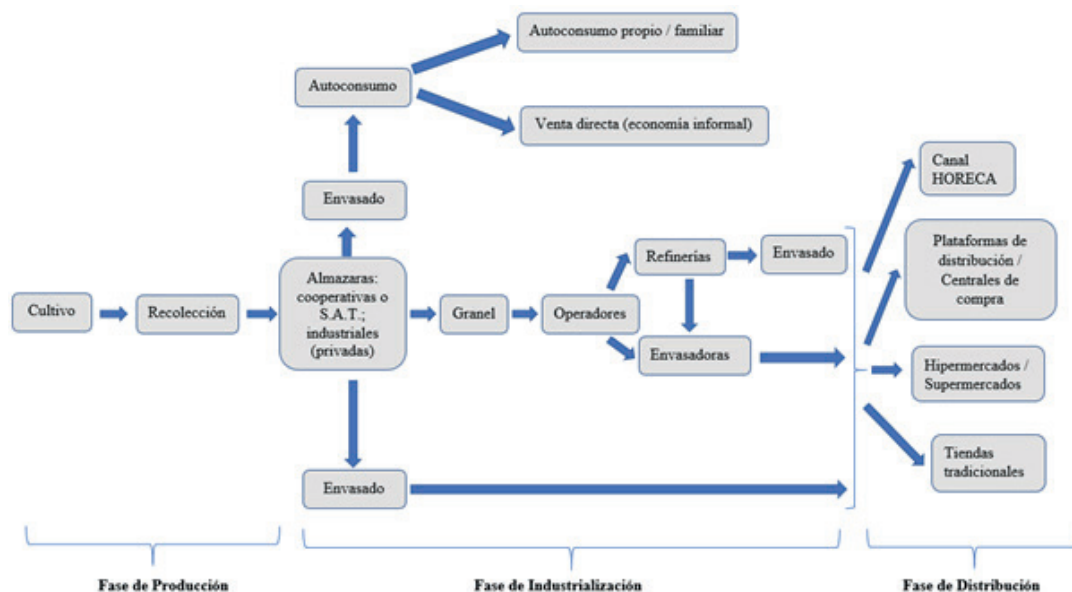 Autoconsumo propio / familiar
Autoconsumo
Venta directa (economía informal)
Canal
HORECA
Envasado
Plataformas de
distribución /
Centrales de
compra
Refinerías
Envasado
Almazaras:
cooperativas o
S.A.T.;
industriales
(privadas)
Cultivo
Recolección
Granel
Operadores
Envasadoras
Hipermercados /
Supermercados
Tiendas
tradicionales
Envasado
Fase de Producción
Fase de Industrialización
Fase de Distribución